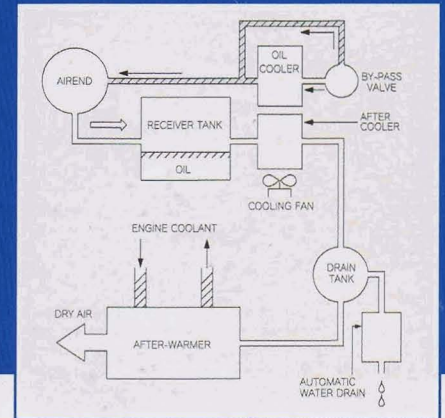 OIL
COOLER
AIREND
BY-PASS
VALVE
RECEIVER TANK
AFTER
COOLER
OIL
COOLING FAN
ENGINE COOLANT
DRAIN
TANK
DRY AIR
AFTER-WARMER
AUTOMATIC
WATER DRAIN